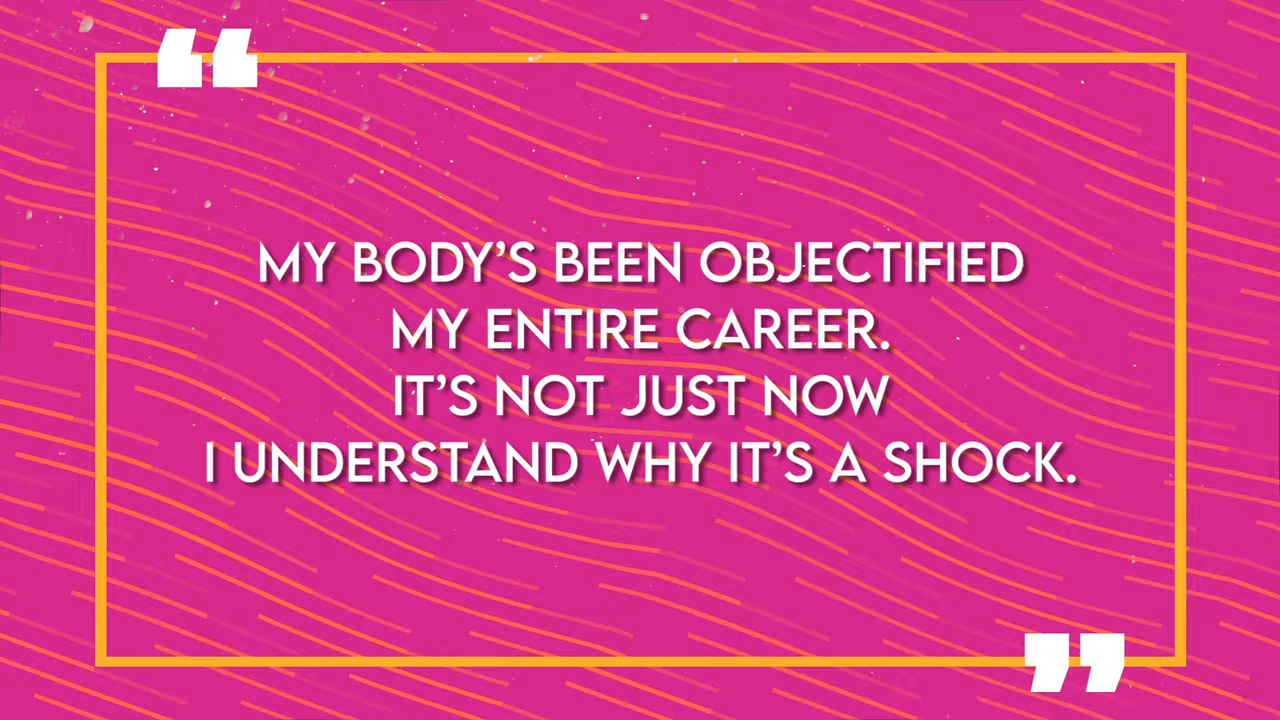 “
MY BODY’S BEEN OBJECTIFIED
MY ENTIRE CAREER.
IT’S NOT JUST NOW
I UNDERSTAND WHY IT’S A SHOCK.
”